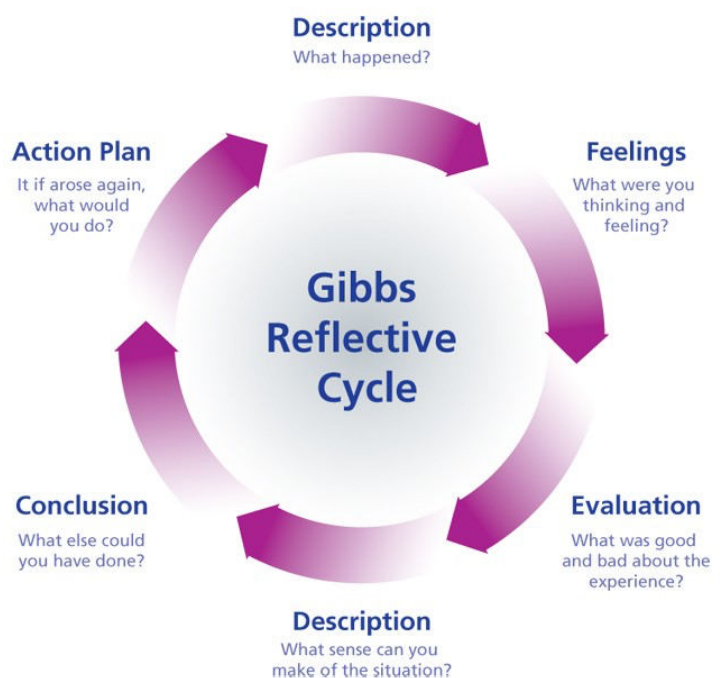 Description
What happened?
Feelings
What were you
thinking and
feeling?
Evaluation
What was good
and bad about the
experience?
Description
What sense can you
make of the situation?
Conclusion
What else could
you have done?
Action Plan
It if arose again,
what would
you do?
Gibbs
Reflective
Cycle